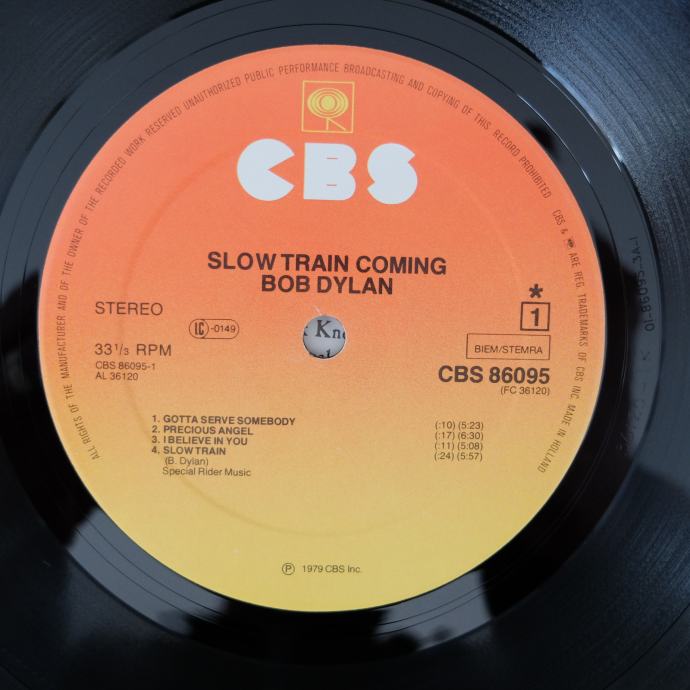 ALL RIGHTS OF THE MANUFACTURER AND OF THE OWNER OF THE RECORDED WORK RESERVED UNAUTHORIZED PUBLIC PERFORMANCE BROADCASTING AND COPYING OF THIS RECORD PROHIBITED CBS & ARE REG. TRADEMARKS OF CBS INC. MADE IN HOLLAND
CBS
SLOW TRAIN COMING
BOB DYLAN
STEREO
LC -0149
33 1/3 RPM
CBS 86095-1
AL 36120
*
1
BIEM/STEMRA
CBS 86095
(FC 36120)
Kn
1. GOTTA SERVE SOMEBODY (:10) (5:23)
2. PRECIOUS ANGEL (:17) (6:30)
3. I BELIEVE IN YOU (:11) (5:08)
4. SLOW TRAIN (:24) (5:57)
(B. Dylan)
Special Rider Music
℗ 1979 CBS Inc.